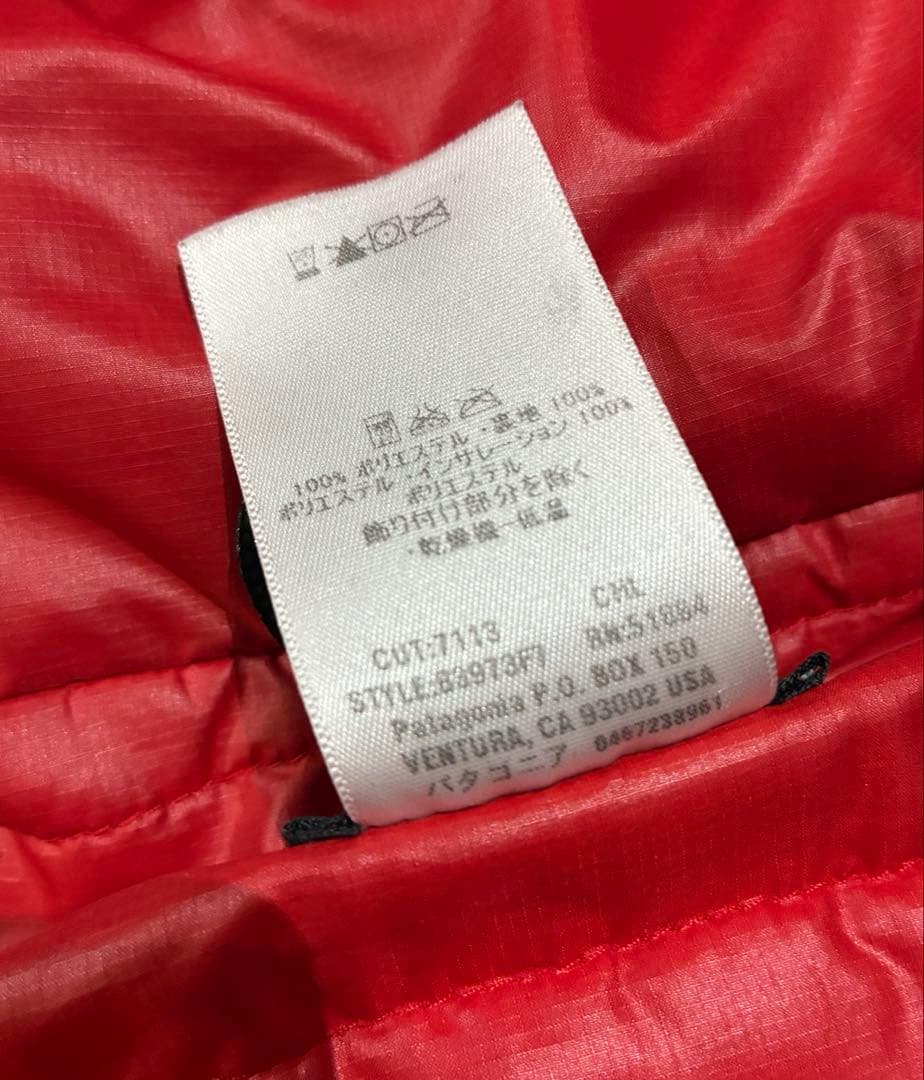 100% ポリエステル・裏地 100%
ポリエステル・インサレーション 100%
ポリエステル
飾り付け部分を除く
・乾燥機・低温
CHI
CUT:7113 RN:51884
STYLE:83973F7
Patagonia P.O. BOX 150
VENTURA, CA 93002 USA
パタゴニア 0467238961